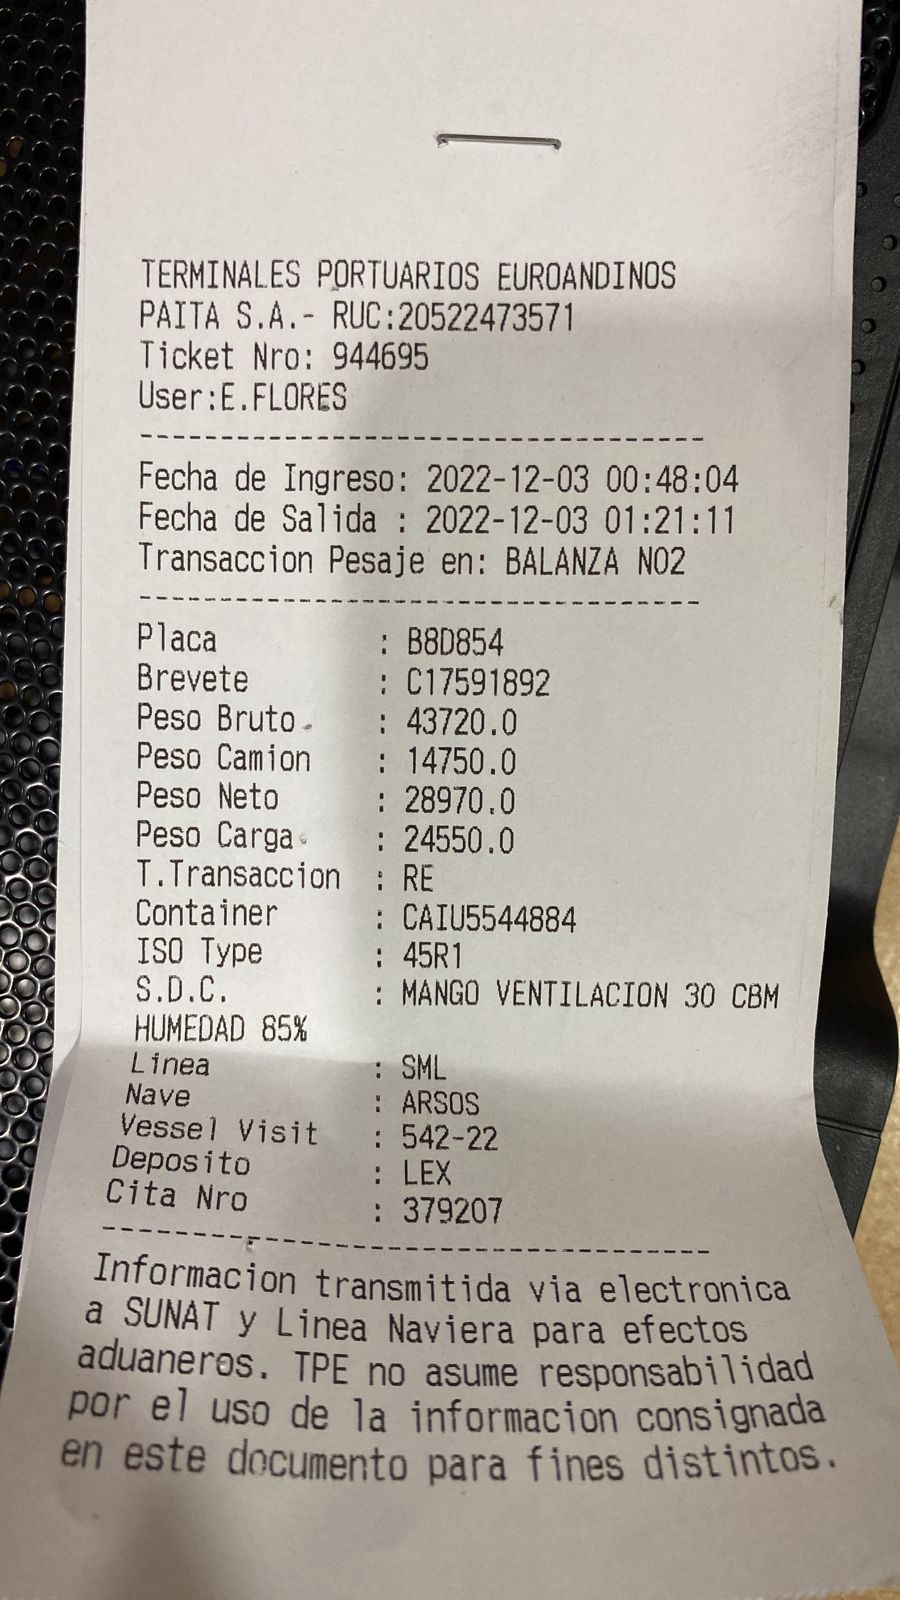 TERMINALES PORTUARIOS EUROANDINOS
PAITA S.A.- RUC:20522473571
Ticket Nro: 944695
User:E.FLORES
-----------------------------------
Fecha de Ingreso: 2022-12-03 00:48:04
Fecha de Salida : 2022-12-03 01:21:11
Transaccion Pesaje en: BALANZA NO2
-----------------------------------
Placa : B8D854
Brevete : C17591892
Peso Bruto : 43720.0
Peso Camion : 14750.0
Peso Neto : 28970.0
Peso Carga : 24550.0
T.Transaccion : RE
Container : CAIU5544884
ISO Type : 45R1
S.D.C. : MANGO VENTILACION 30 CBM
HUMEDAD 85%
Linea : SML
Nave : ARSOS
Vessel Visit : 542-22
Deposito : LEX
Cita Nro : 379207
-----------------------------------
Informacion transmitida via electronica
a SUNAT y Linea Naviera para efectos
aduaneros. TPE no asume responsabilidad
por el uso de la informacion consignada
en este documento para fines distintos.